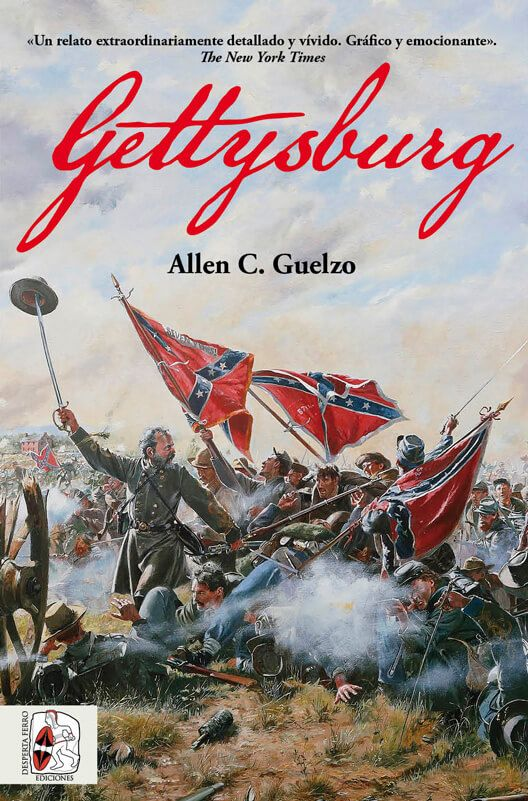 «Un relato extraordinariamente detallado y vívido. Gráfico y emocionante».
The New York Times
Gettysburg
Allen C. Guelzo
DESPERTA FERRO
EDICIONES